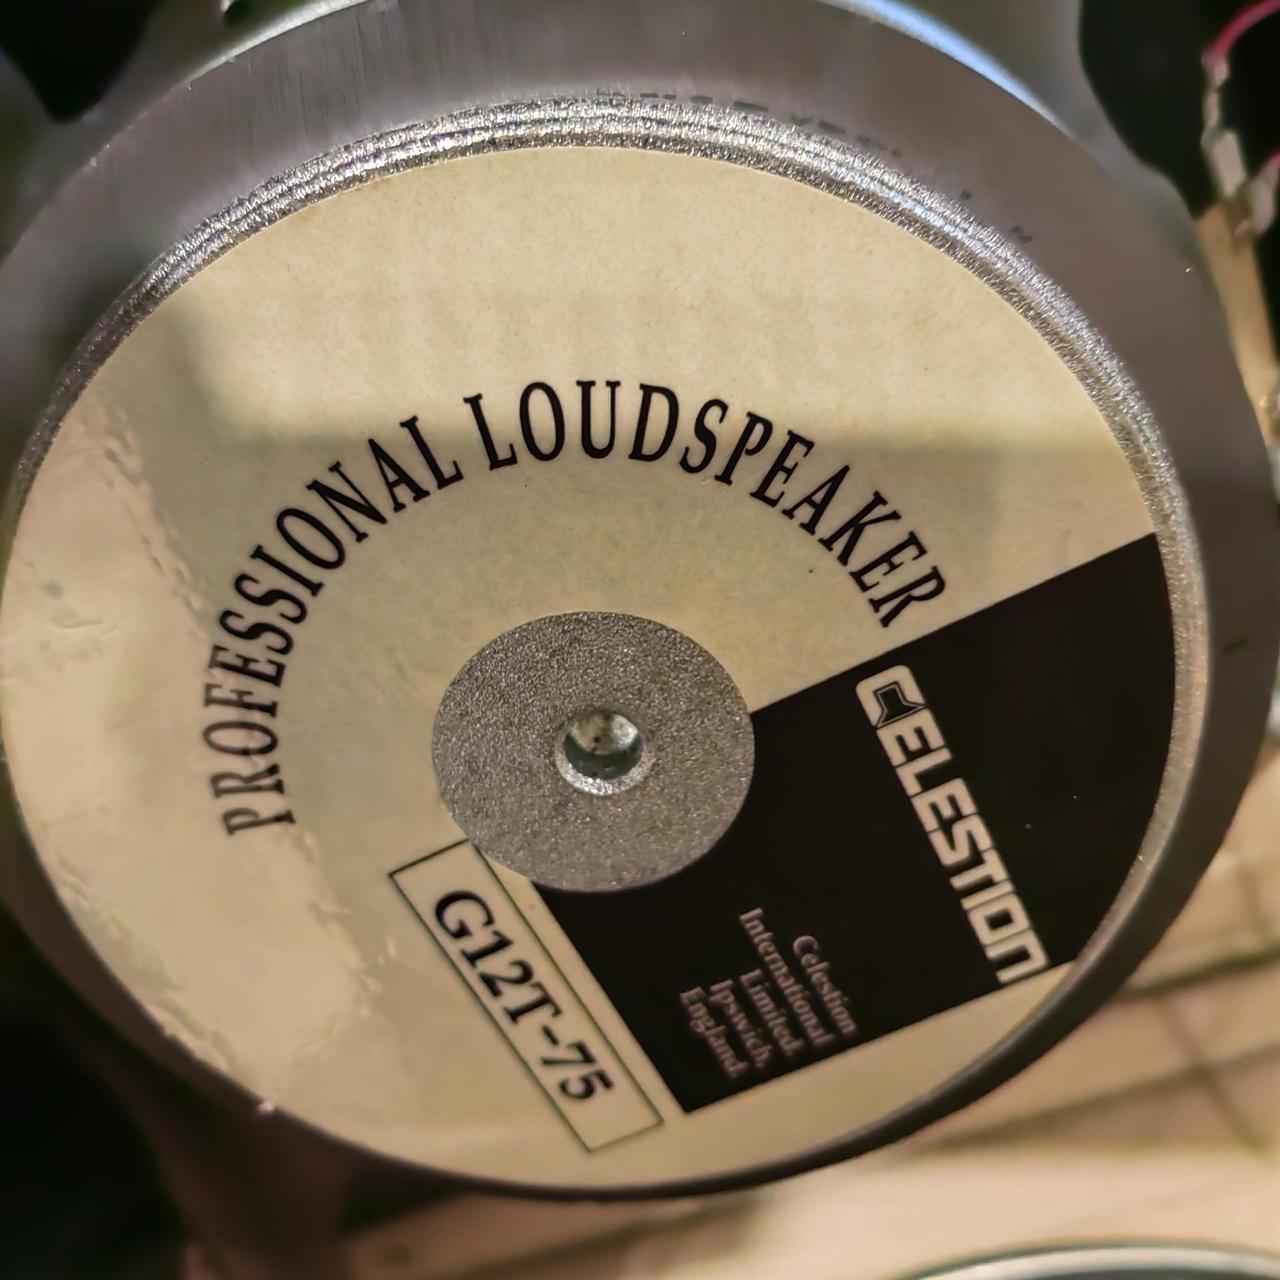 PROFESSIONAL LOUDSPEAKER
CELESTION
Celestion
International
Limited.
Ipswich,
England.
G12T-75